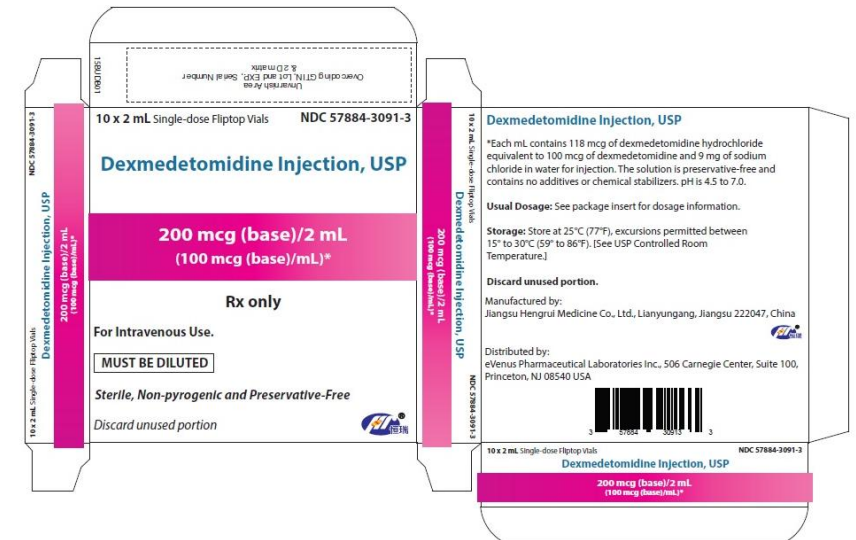 Unvarnish Area
Overcoding GTIN, Lot and EXP, Serial Number
& 2D matrix
1SBUDB01
NDC 57884-3091-3
Dexmedetomidine Injection, USP
200 mcg (base)/2 mL
(100 mcg (base)/mL)*
10 x 2 mL Single-dose Fliptop Vials
10 x 2 mL Single-dose Fliptop Vials NDC 57884-3091-3
Dexmedetomidine Injection, USP
200 mcg (base)/2 mL
(100 mcg (base)/mL)*
Rx only
For Intravenous Use.
MUST BE DILUTED
Sterile, Non-pyrogenic and Preservative-Free
Discard unused portion
恒瑞
®
10 x 2 mL Single-dose Fliptop Vials
Dexmedetomidine Injection, USP
200 mcg (base)/2 mL
(100 mcg (base)/mL)*
NDC 57884-3091-3
Dexmedetomidine Injection, USP
*Each mL contains 118 mcg of dexmedetomidine hydrochloride
equivalent to 100 mcg of dexmedetomidine and 9 mg of sodium
chloride in water for injection. The solution is preservative-free and
contains no additives or chemical stabilizers. pH is 4.5 to 7.0.
Usual Dosage: See package insert for dosage information.
Storage: Store at 25°C (77°F), excursions permitted between
15° to 30°C (59° to 86°F). [See USP Controlled Room
Temperature.]
Discard unused portion.
Manufactured by:
Jiangsu Hengrui Medicine Co., Ltd., Lianyungang, Jiangsu 222047, China
恒瑞
Distributed by:
eVenus Pharmaceutical Laboratories Inc., 506 Carnegie Center, Suite 100,
Princeton, NJ 08540 USA
3 57884 30913 3
10 x 2 mL Single-dose Fliptop Vials NDC 57884-3091-3
Dexmedetomidine Injection, USP
200 mcg (base)/2 mL
(100 mcg (base)/mL)*